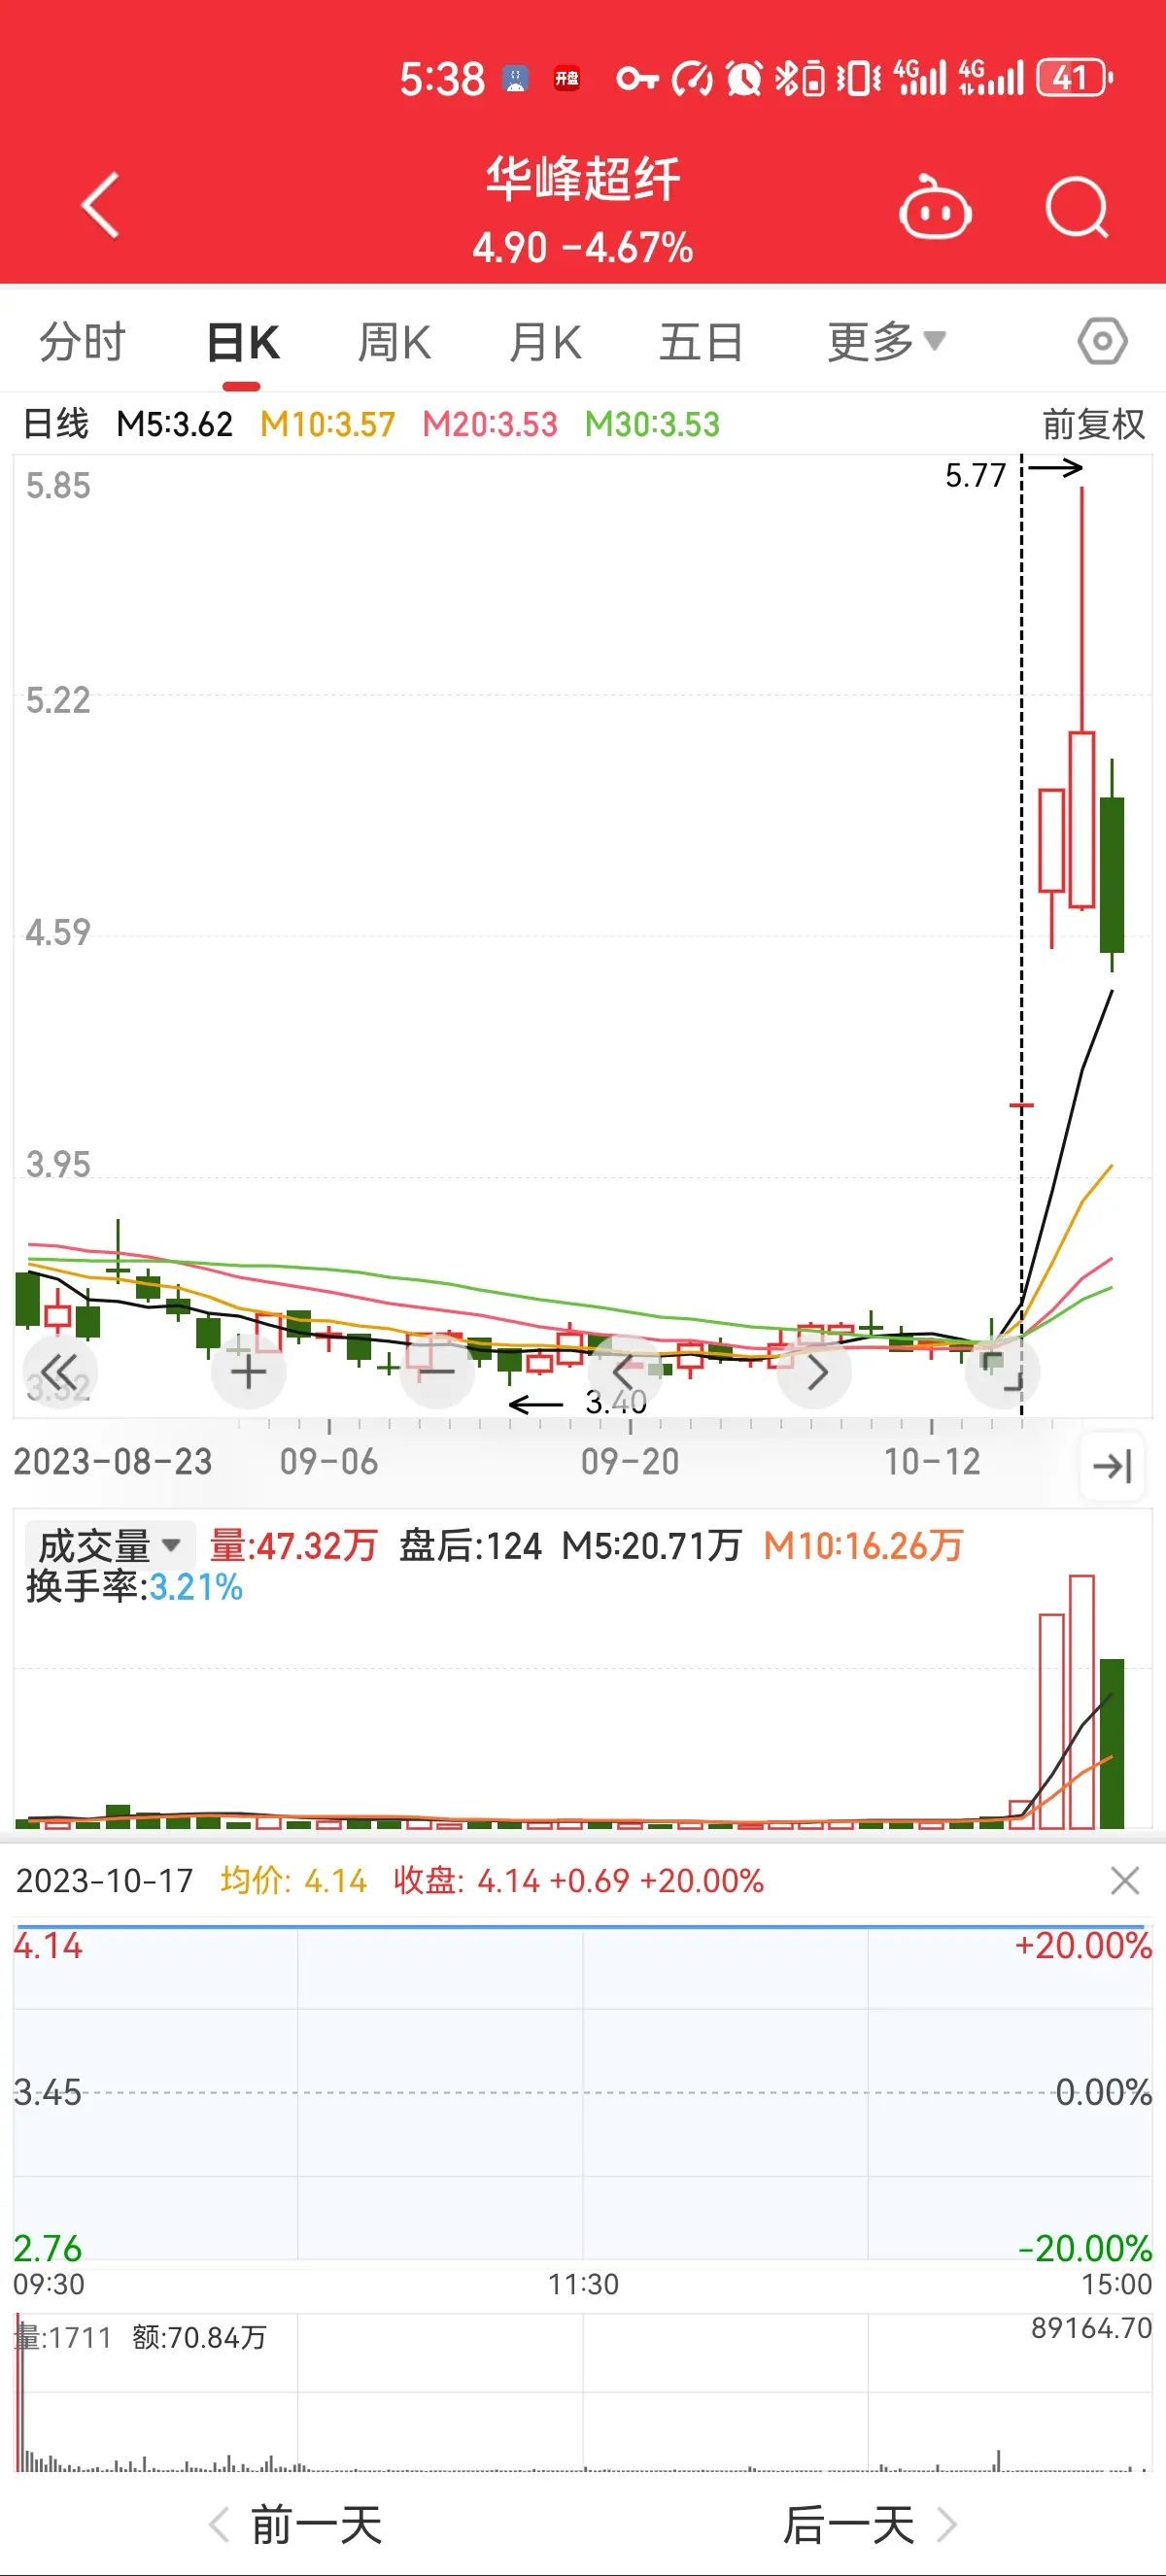 5:38 开盘 4G 4G 41
华峰超纤
4.90 -4.67%
分时 日K 周K 月K 五日 更多
日线 M5:3.62 M10:3.57 M20:3.53 M30:3.53 前复权
5.85
5.77
5.22
4.59
3.95
3.32
3.40
2023-08-23 09-06 09-20 10-12
成交量 量:47.32万 盘后:124 M5:20.71万 M10:16.26万
换手率:3.21%
2023-10-17 均价: 4.14 收盘: 4.14 +0.69 +20.00%
4.14 +20.00%
3.45 0.00%
2.76 -20.00%
09:30 11:30 15:00
量:1711 额:70.84万 89164.70
前一天 后一天